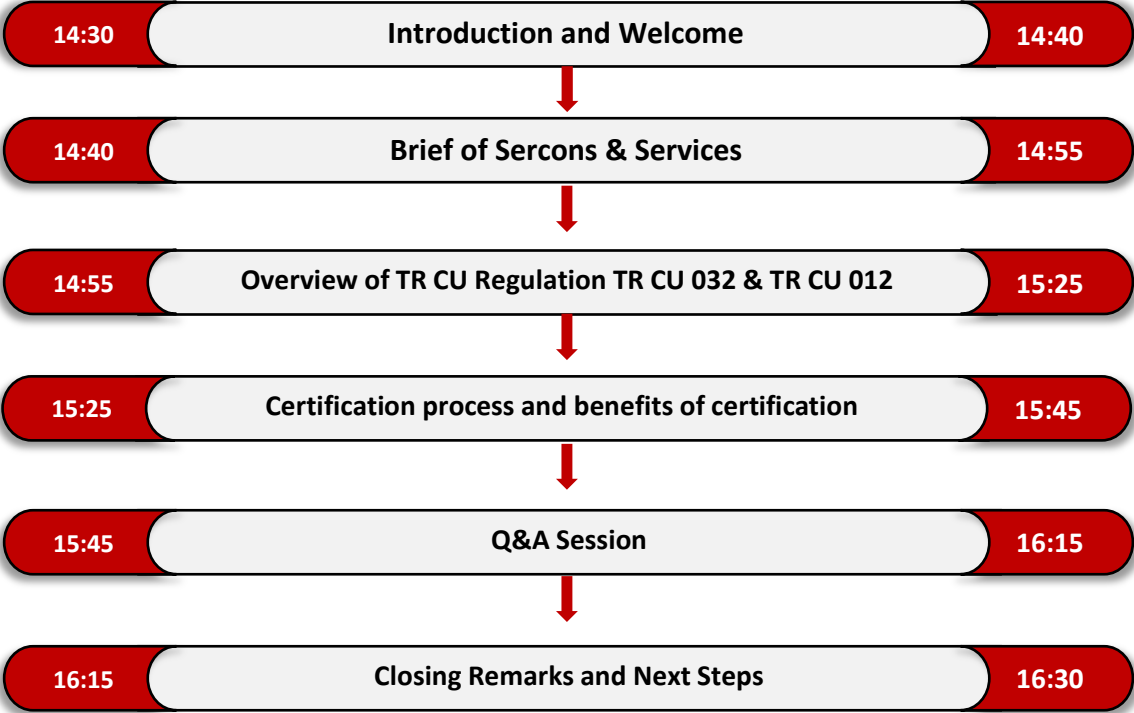 14:30 Introduction and Welcome 14:40
14:40 Brief of Sercons & Services 14:55
14:55 Overview of TR CU Regulation TR CU 032 & TR CU 012 15:25
15:25 Certification process and benefits of certification 15:45
15:45 Q&A Session 16:15
16:15 Closing Remarks and Next Steps 16:30